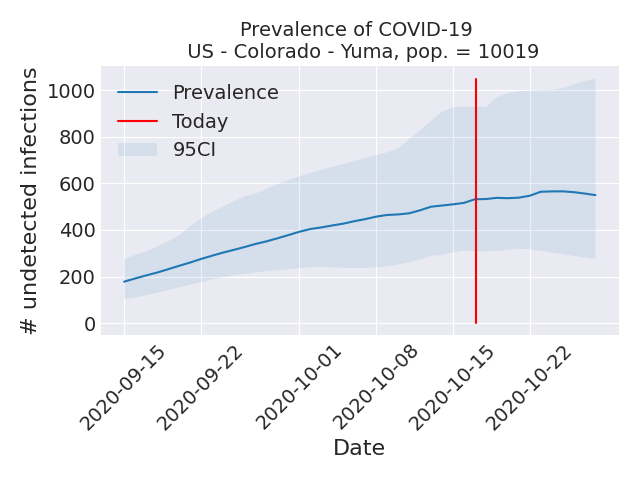 Prevalence of COVID-19
US - Colorado - Yuma, pop. = 10019
# undetected infections
1000
800
600
400
200
0
Prevalence
Today
95CI
2020-09-15
2020-09-22
2020-10-01
2020-10-08
2020-10-15
2020-10-22
Date